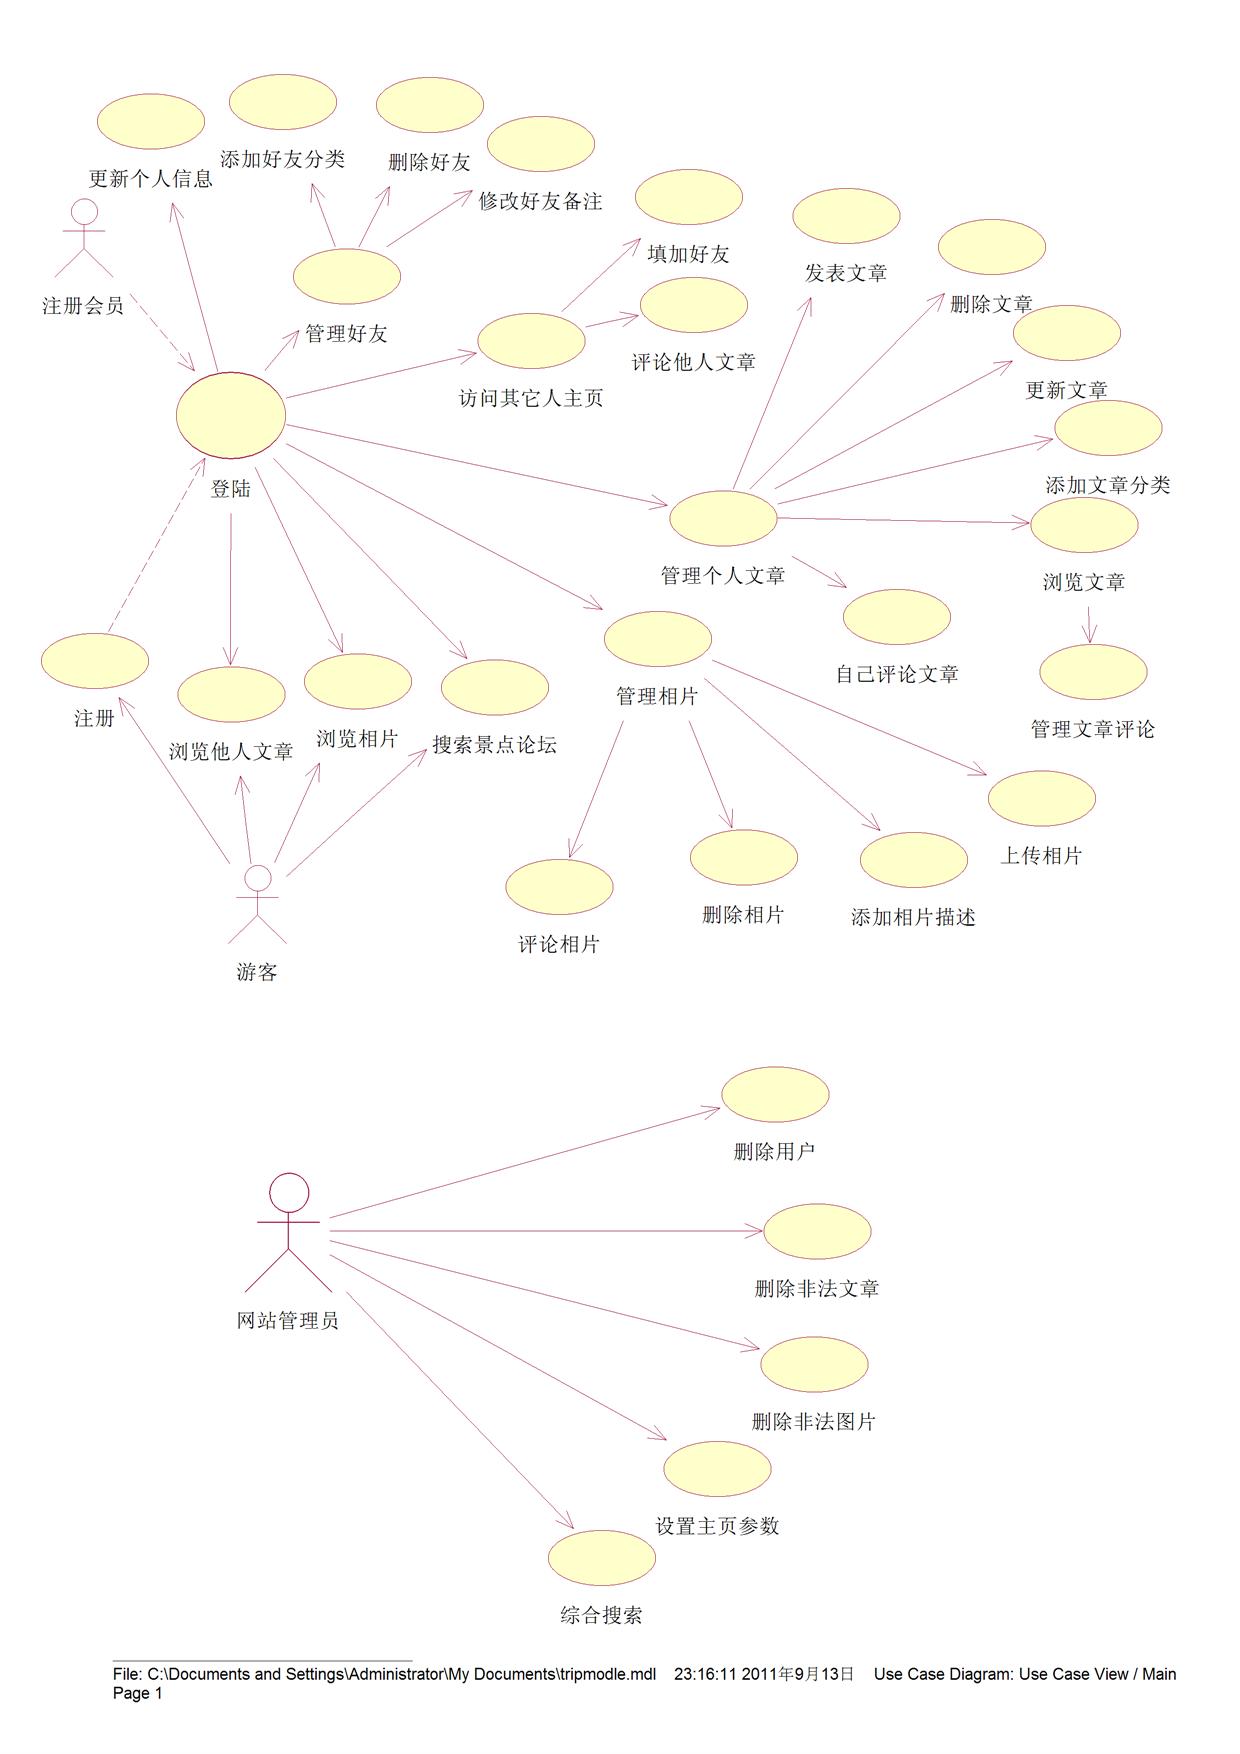 更新个人信息
添加好友分类
删除好友
修改好友备注
填加好友
发表文章
删除文章
注册会员
管理好友
访问其它人主页
评论他人文章
更新文章
添加文章分类
登陆
管理个人文章
浏览文章
自己评论文章
管理文章评论
注册
浏览他人文章
浏览相片
搜索景点论坛
管理相片
上传相片
评论相片
删除相片
添加相片描述
游客
删除用户
网站管理员
删除非法文章
删除非法图片
设置主页参数
综合搜索
File: C:\Documents and Settings\Administrator\My Documents\tripmodle.mdl 23:16:11 2011年9月13日 Use Case Diagram: Use Case View / Main
Page 1